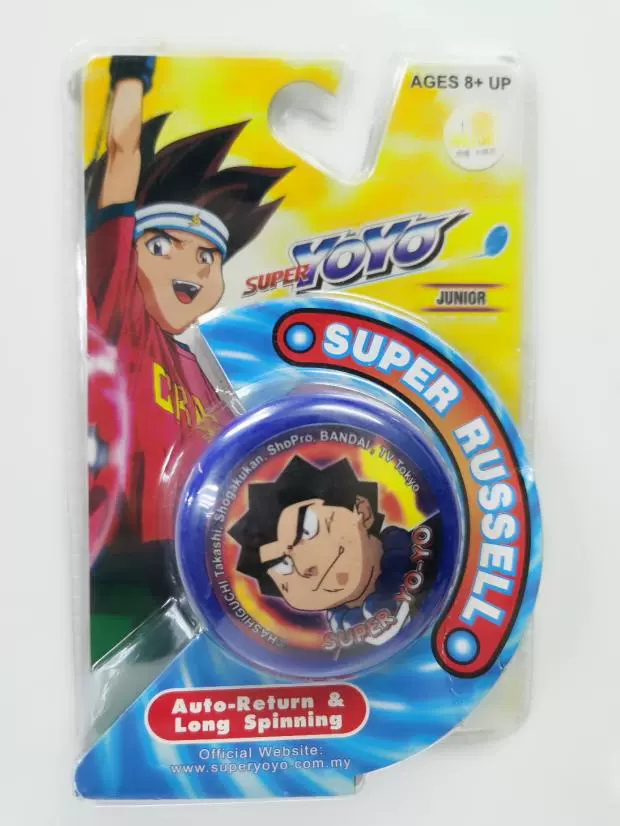 AGES 8+ UP
SUPER YOYO
JUNIOR
SUPER RUSSELL
©HASHIGUCHI Takashi, Shogakukan, ShoPro, BANDAI, TV Tokyo
SUPER YO-YO
Auto-Return &
Long Spinning
Official Website:
www.superyoyo.com.my